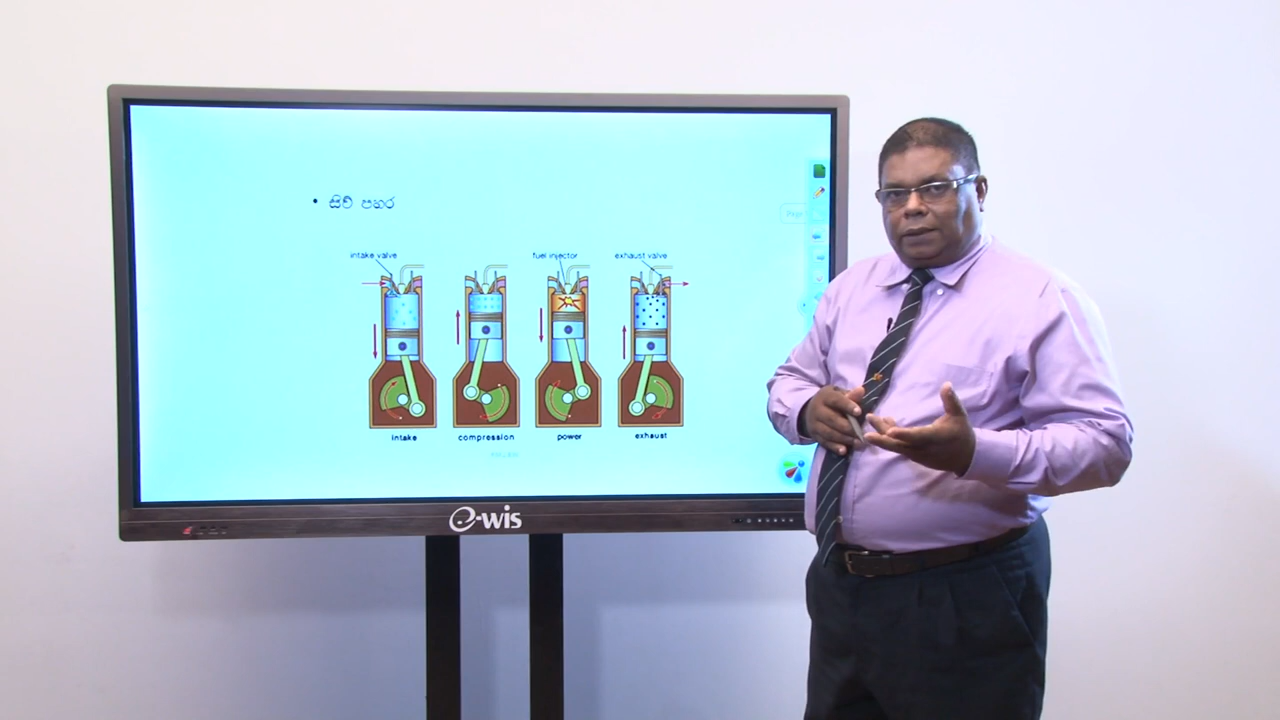 • සිව් පහර
intake valve
fuel injector
exhaust valve
intake
compression
power
exhaust
e-wis